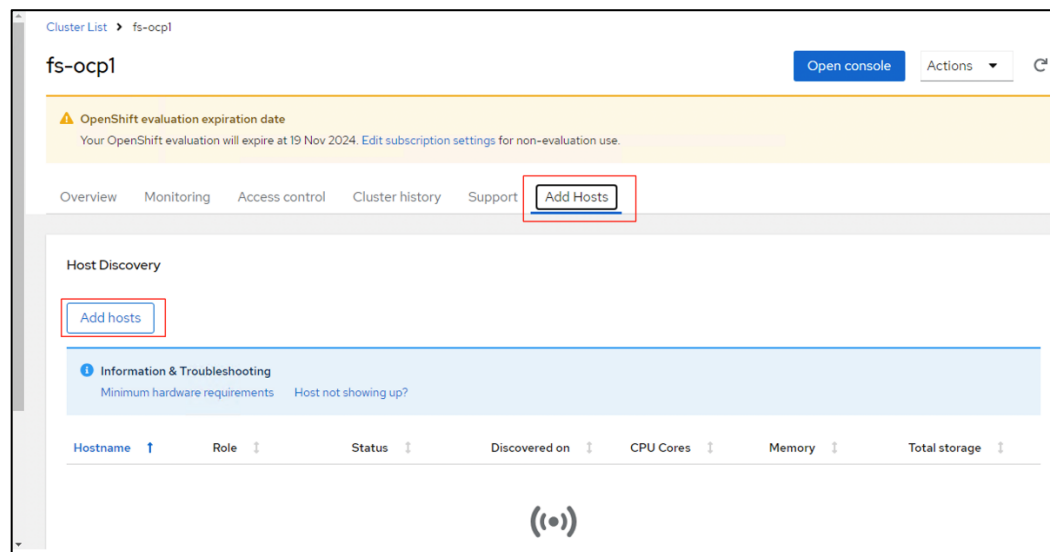 Cluster List > fs-ocp1
fs-ocp1
Open console
Actions
OpenShift evaluation expiration date
Your OpenShift evaluation will expire at 19 Nov 2024. Edit subscription settings for non-evaluation use.
Overview Monitoring Access control Cluster history Support Add Hosts
Host Discovery
Add hosts
Information & Troubleshooting
Minimum hardware requirements Host not showing up?
Hostname Role Status Discovered on CPU Cores Memory Total storage